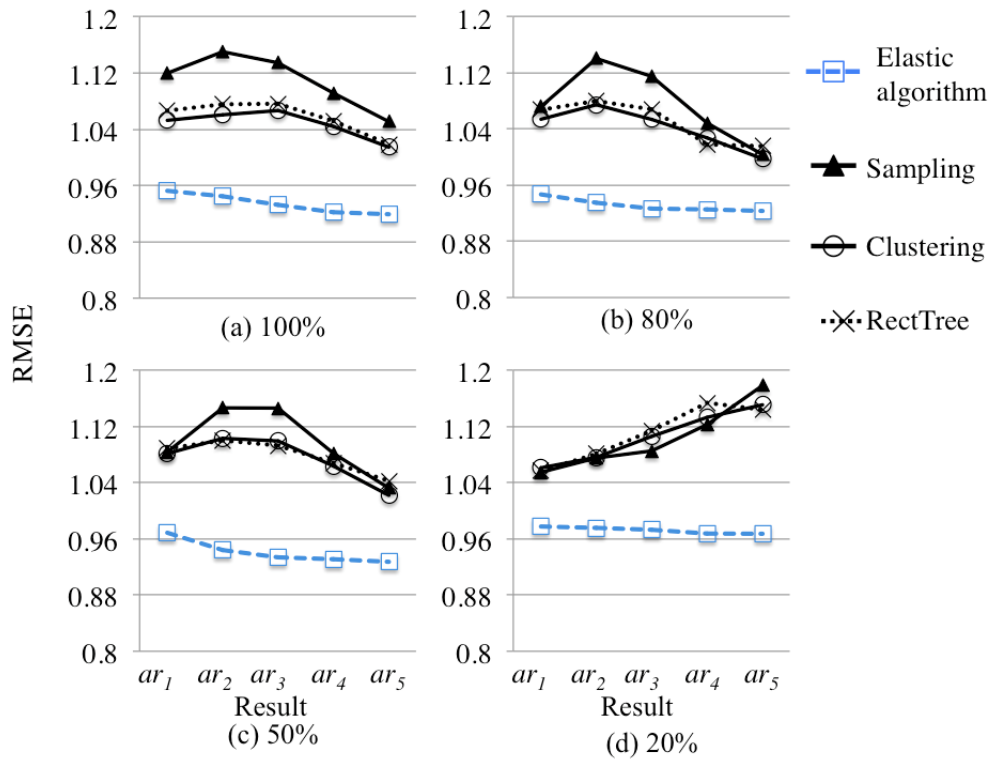 RMSE
1.2
1.12
1.04
0.96
0.88
0.8
(a) 100%
1.2
1.12
1.04
0.96
0.88
0.8
(b) 80%
Elastic
algorithm
Sampling
Clustering
RectTree
1.2
1.12
1.04
0.96
0.88
0.8
ar1 ar2 ar3 ar4 ar5
Result
(c) 50%
1.2
1.12
1.04
0.96
0.88
0.8
ar1 ar2 ar3 ar4 ar5
Result
(d) 20%